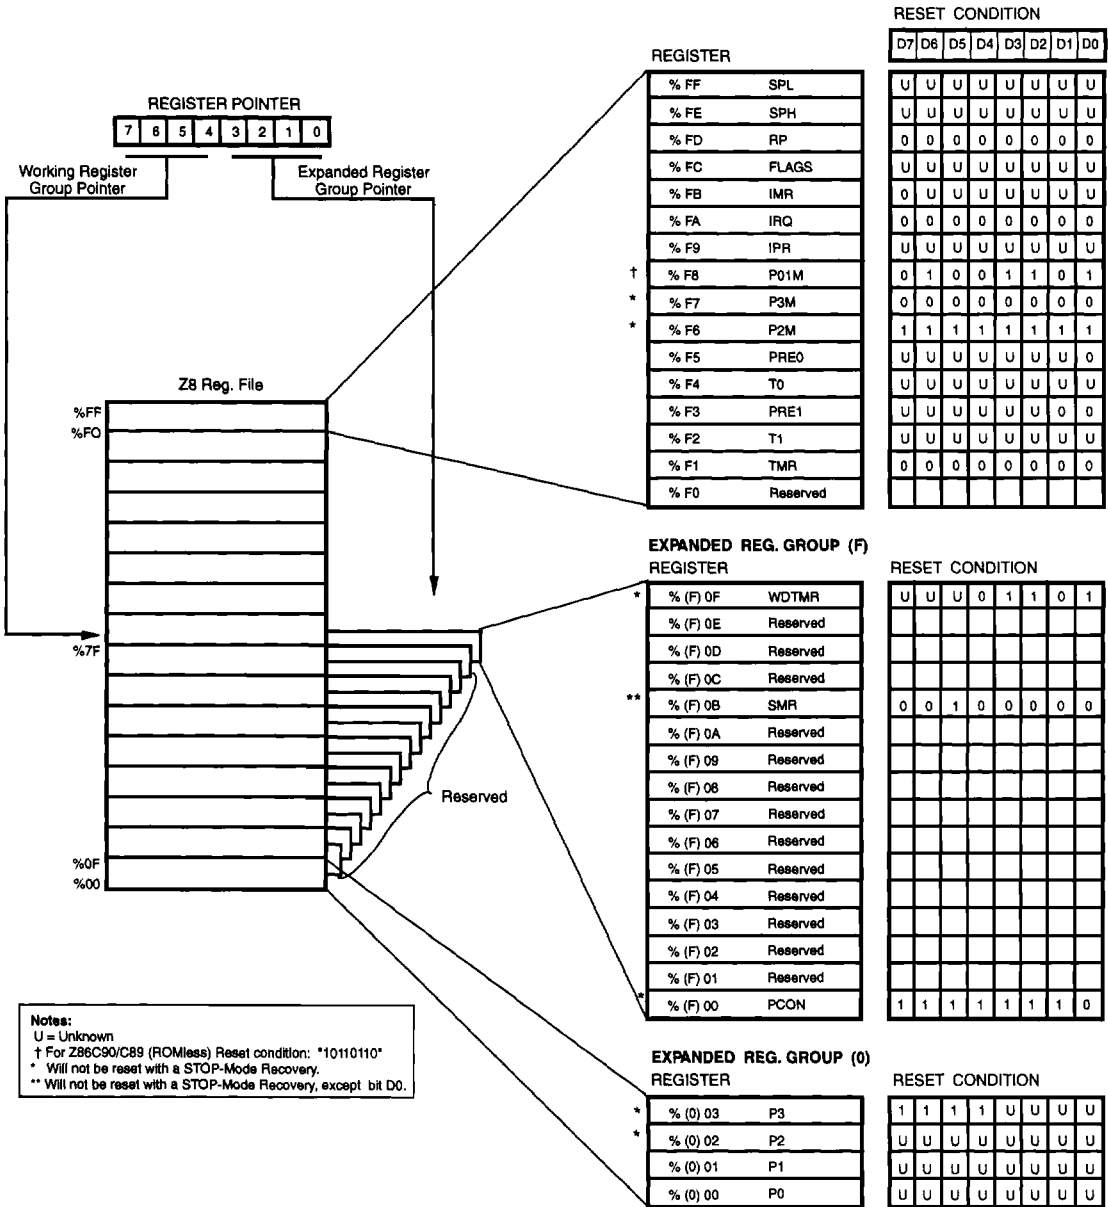 RESET CONDITION
D7 D6 D5 D4 D3 D2 D1 D0
REGISTER
% FF SPL U U U U U U U U
% FE SPH U U U U U U U U
% FD RP 0 0 0 0 0 0 0 0
% FC FLAGS U U U U U U U U
% FB IMR 0 U U U U U U U
% FA IRQ 0 0 0 0 0 0 0 0
% F9 IPR U U U U U U U U
† % F8 P01M 0 1 0 0 1 1 0 1
* % F7 P3M 0 0 0 0 0 0 0 0
* % F6 P2M 1 1 1 1 1 1 1 1
% F5 PRE0 U U U U U U U 0
% F4 T0 U U U U U U U U
% F3 PRE1 U U U U U U 0 0
% F2 T1 U U U U U U U U
% F1 TMR 0 0 0 0 0 0 0 0
% F0 Reserved
REGISTER POINTER
7 6 5 4 3 2 1 0
Working Register
Group Pointer
Expanded Register
Group Pointer
Z8 Reg. File
%FF
%FO
%7F
%0F
%00
Reserved
EXPANDED REG. GROUP (F)
REGISTER RESET CONDITION
* % (F) 0F WDTMR U U U 0 1 1 0 1
% (F) 0E Reserved
% (F) 0D Reserved
% (F) 0C Reserved
** % (F) 0B SMR 0 0 1 0 0 0 0 0
% (F) 0A Reserved
% (F) 09 Reserved
% (F) 08 Reserved
% (F) 07 Reserved
% (F) 06 Reserved
% (F) 05 Reserved
% (F) 04 Reserved
% (F) 03 Reserved
% (F) 02 Reserved
% (F) 01 Reserved
* % (F) 00 PCON 1 1 1 1 1 1 1 0
Notes:
U = Unknown
† For Z86C90/C89 (ROMless) Reset condition: "10110110"
* Will not be reset with a STOP-Mode Recovery.
** Will not be reset with a STOP-Mode Recovery, except bit D0.
EXPANDED REG. GROUP (0)
REGISTER RESET CONDITION
* % (0) 03 P3 1 1 1 1 U U U U
* % (0) 02 P2 U U U U U U U U
% (0) 01 P1 U U U U U U U U
% (0) 00 P0 U U U U U U U U